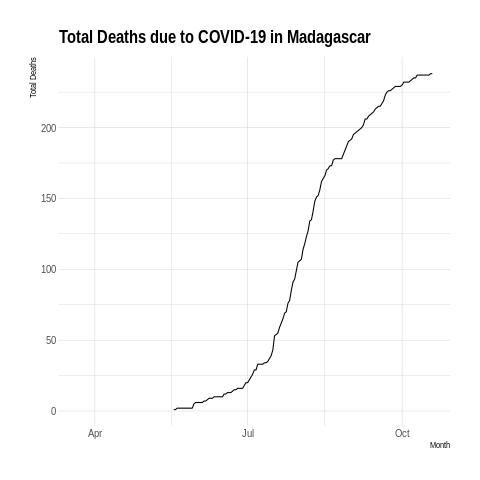 Total Deaths due to COVID-19 in Madagascar
Total Deaths
200
150
100
50
0
Apr Jul Oct
Month